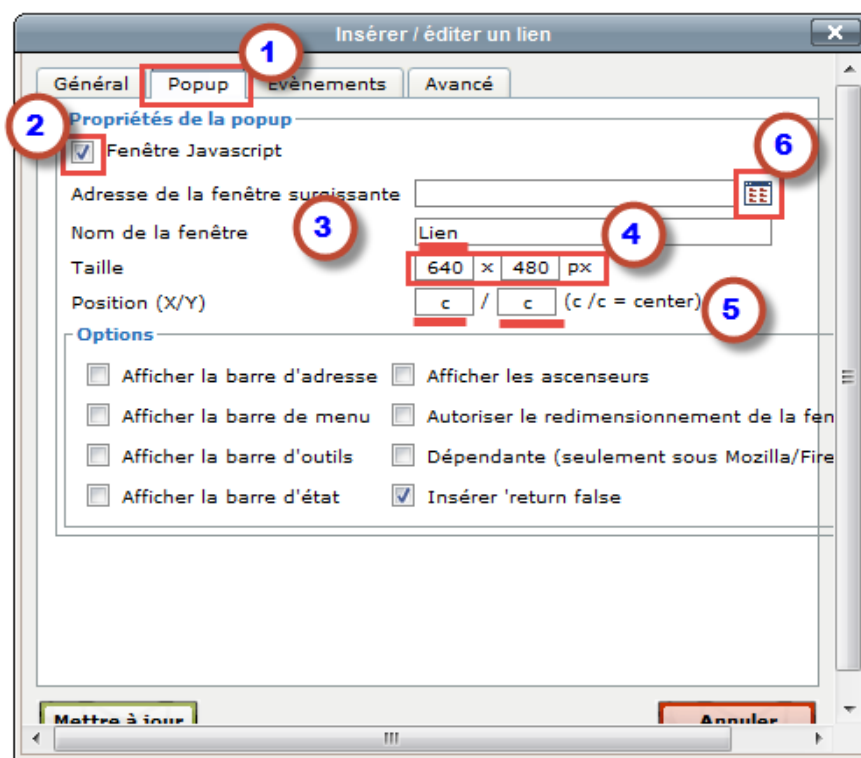 Insérer / éditer un lien
1
Général Popup Evènements Avancé
2
Propriétés de la popup
Fenêtre Javascript
6
Adresse de la fenêtre surgissante
Nom de la fenêtre 3 Lien 4
Taille 640 x 480 px
Position (X/Y) c / c (c /c = center) 5
Options
Afficher la barre d'adresse Afficher les ascenseurs
Afficher la barre de menu Autoriser le redimensionnement de la fen
Afficher la barre d'outils Dépendante (seulement sous Mozilla/Fire
Afficher la barre d'état Insérer 'return false
Mettre à jour Annuler